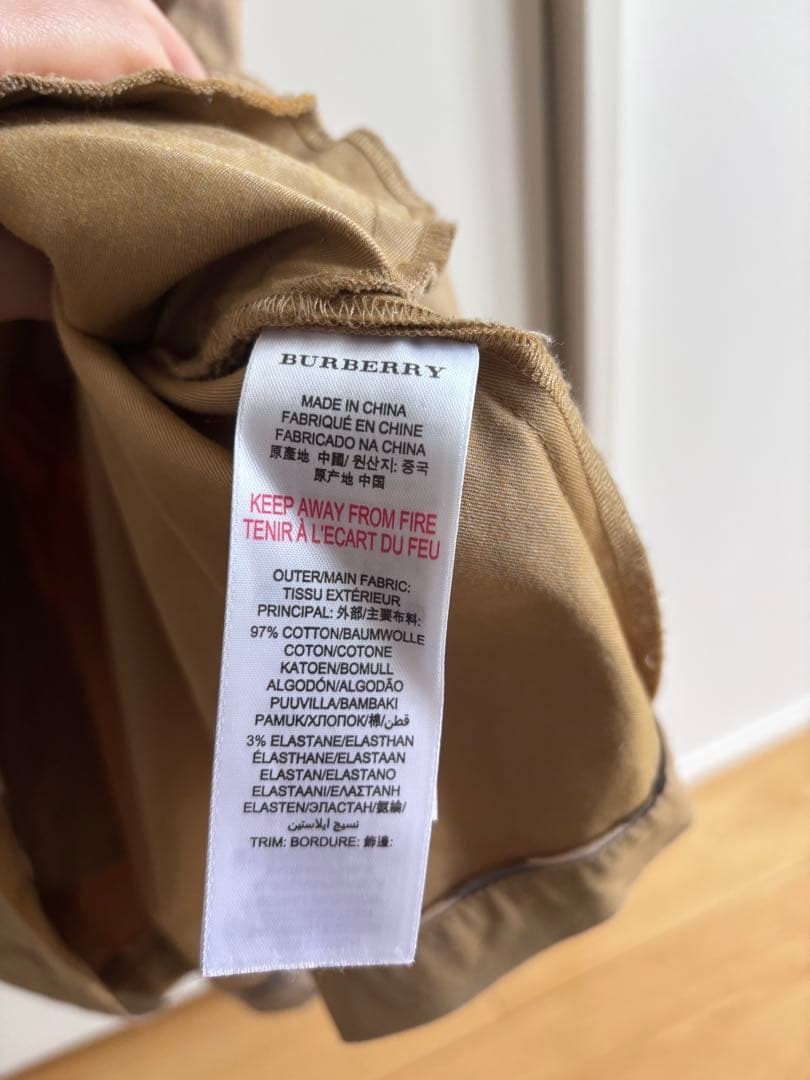 BURBERRY
MADE IN CHINA
FABRIQUÉ EN CHINE
FABRICADO NA CHINA
原產地 中國/ 원산지: 중국
原产地 中国
KEEP AWAY FROM FIRE
TENIR À L'ECART DU FEU
OUTER/MAIN FABRIC:
TISSU EXTÉRIEUR
PRINCIPAL: 外部/主要布料:
97% COTTON/BAUMWOLLE
COTON/COTONE
KATOEN/BOMULL
ALGODÓN/ALGODÃO
PUUVILLA/BAMBAKI
PAMUK/ХЛОПОК/棉/قطن
3% ELASTANE/ELASTHAN
ÉLASTHANE/ELASTAAN
ELASTAN/ELASTANO
ELASTAANI/ΕΛΑΣΤΑΝΗ
ELASTEN/ЭЛАСТАН/氨綸/
نسيج ايلاستين
TRIM: BORDURE: 飾邊: